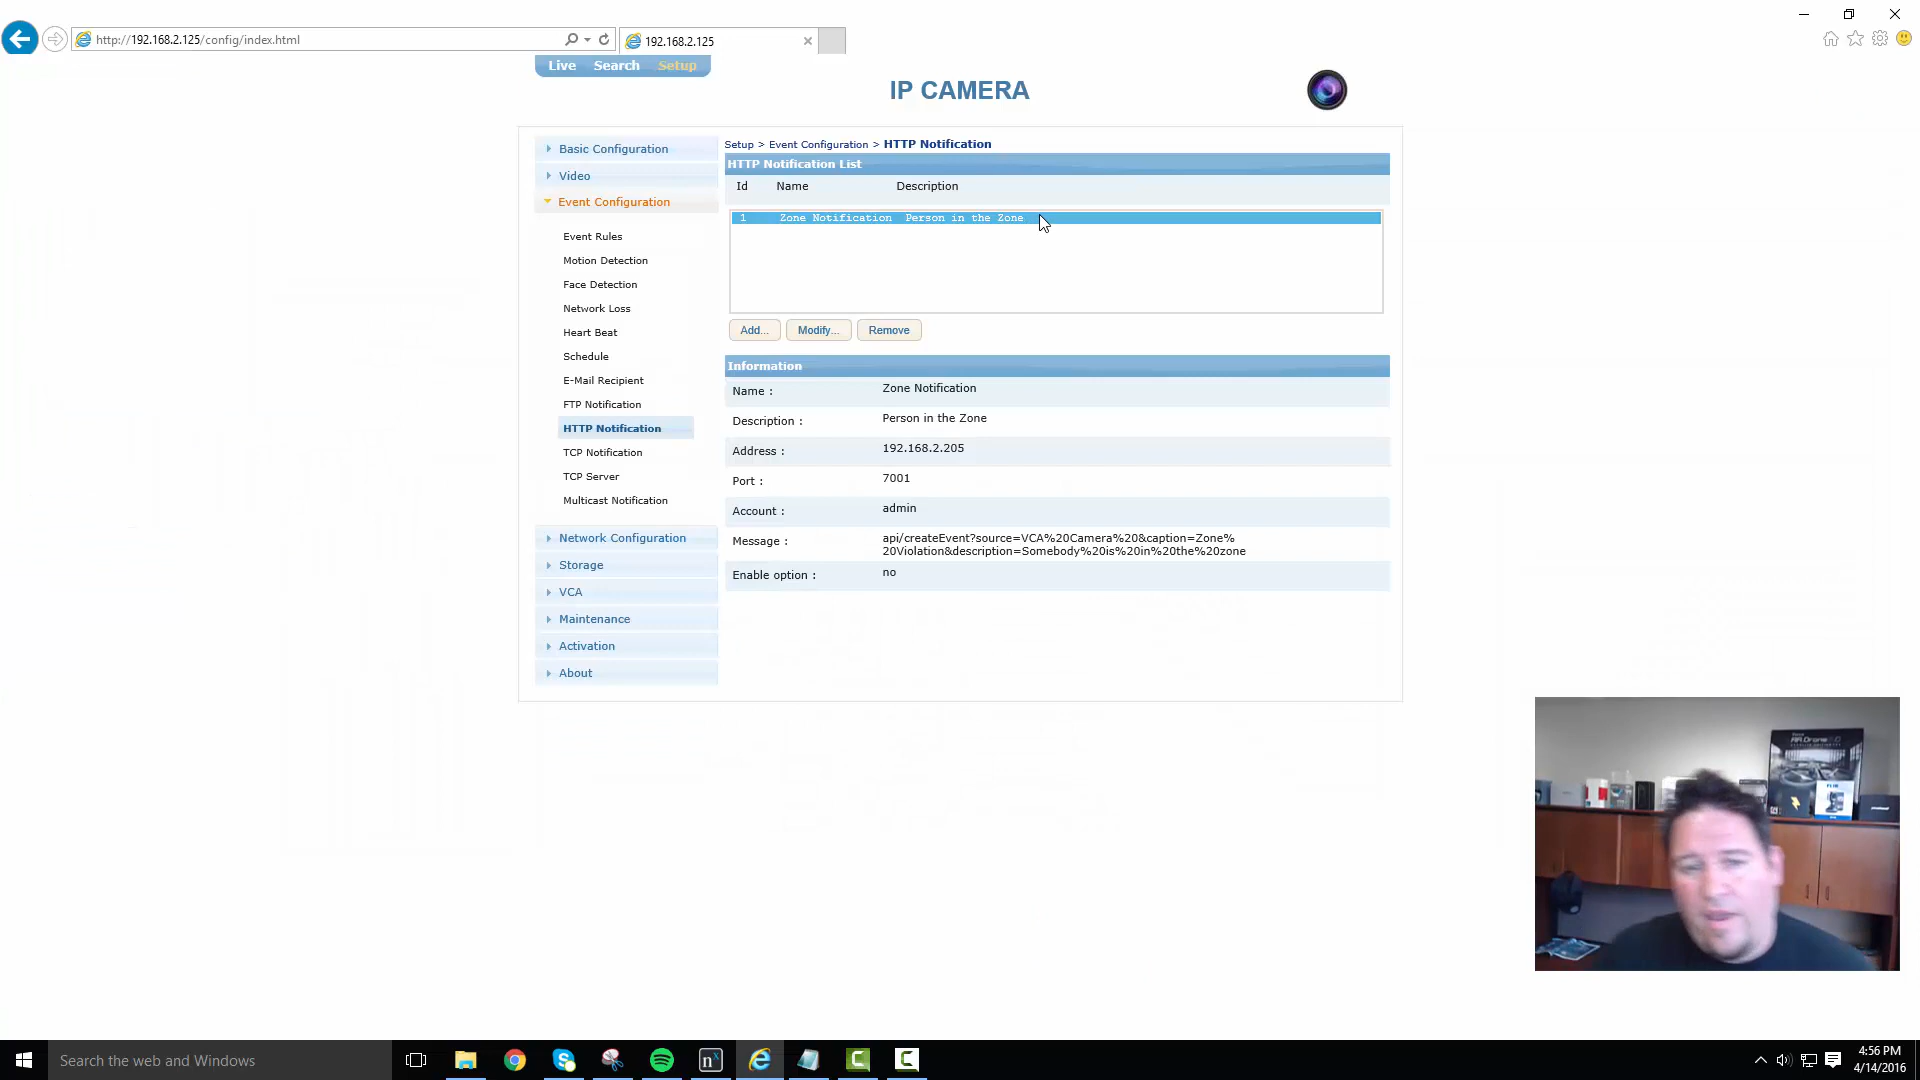 http://192.168.2.125/config/index.html
192.168.2.125
Live Search Setup
IP CAMERA
Basic Configuration
Video
Event Configuration
Event Rules
Motion Detection
Face Detection
Network Loss
Heart Beat
Schedule
E-Mail Recipient
FTP Notification
HTTP Notification
TCP Notification
TCP Server
Multicast Notification
Network Configuration
Storage
VCA
Maintenance
Activation
About
Setup > Event Configuration > HTTP Notification
HTTP Notification List
Id Name Description
1 Zone Notification Person in the Zone
Add... Modify... Remove
Information
Name : Zone Notification
Description : Person in the Zone
Address : 192.168.2.205
Port : 7001
Account : admin
Message : api/createEvent?source=VCA%20Camera%20&caption=Zone%
20Violation&description=Somebody%20is%20in%20the%20zone
Enable option : no
AR.Drone 2.0
Search the web and Windows
4:56 PM
4/14/2016